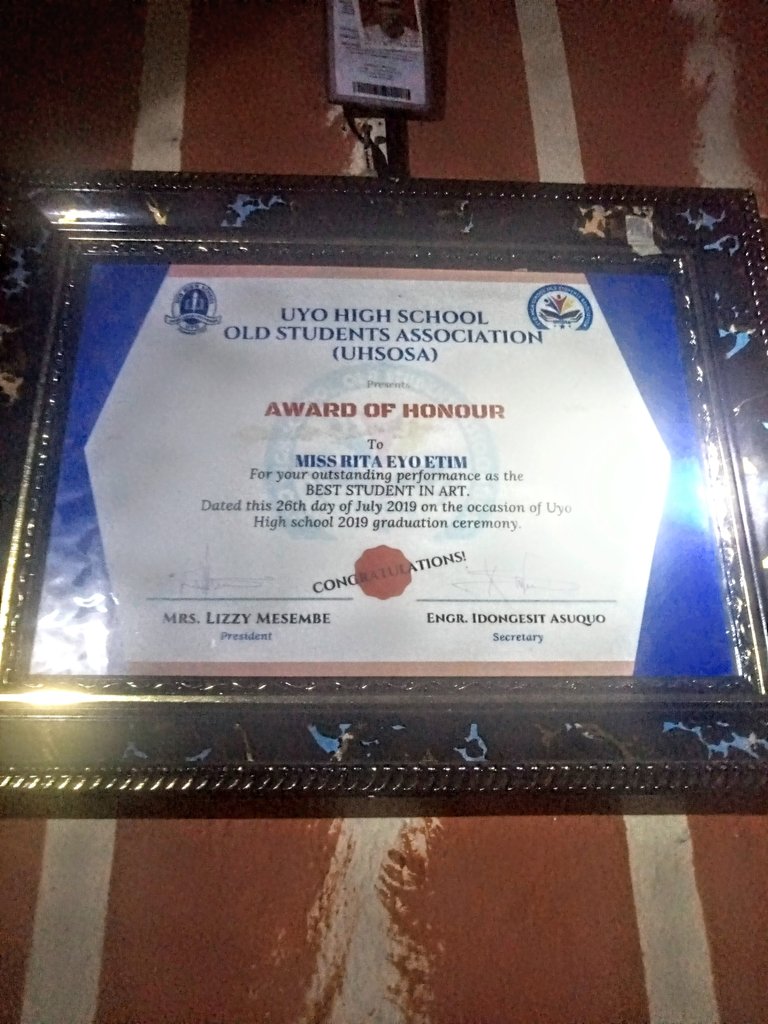 UYO HIGH SCHOOL
OLD STUDENTS ASSOCIATION
(UHSOSA)
Presents
AWARD OF HONOUR
To
MISS RITA EYO ETIM
For your outstanding performance as the
BEST STUDENT IN ART.
Dated this 26th day of July 2019 on the occasion of Uyo
High school 2019 graduation ceremony.
CONGRATULATIONS!
MRS. LIZZY MESEMBE
President
ENGR. IDONGESIT ASUQUO
Secretary